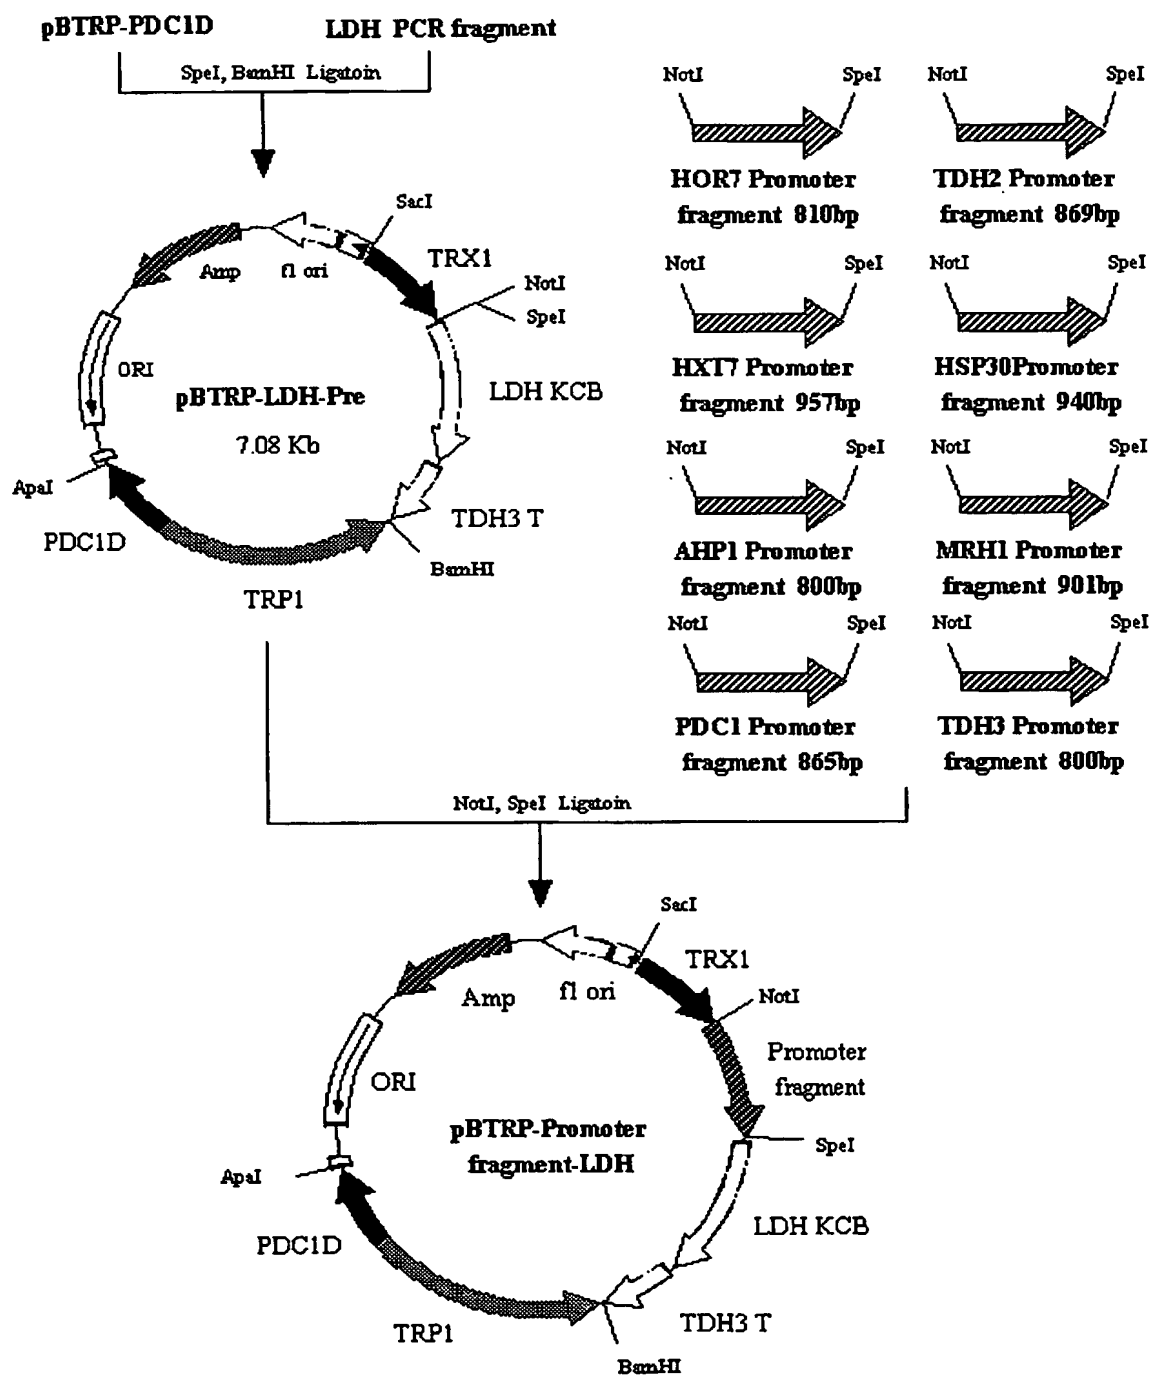 pBTRP-PDC1D
LDH PCR fragment
SpeI, BamHI Ligatoin
SacI
TRX1
NotI
SpeI
Amp
f1 ori
ORI
pBTRP-LDH-Pre
7.08 Kb
LDH KCB
ApaI
PDC1D
TDH3 T
BamHI
TRP1
NotI
SpeI
HOR7 Promoter
fragment 810bp
NotI
SpeI
TDH2 Promoter
fragment 869bp
NotI
SpeI
HXT7 Promoter
fragment 957bp
NotI
SpeI
HSP30Promoter
fragment 940bp
NotI
SpeI
AHP1 Promoter
fragment 800bp
NotI
SpeI
MRH1 Promoter
fragment 901bp
NotI
SpeI
PDC1 Promoter
fragment 865bp
NotI
SpeI
TDH3 Promoter
fragment 800bp
NotI, SpeI Ligatoin
SacI
TRX1
NotI
Amp
f1 ori
Promoter
fragment
ORI
pBTRP-Promoter
fragment-LDH
SpeI
ApaI
LDH KCB
PDC1D
TDH3 T
TRP1
BamHI